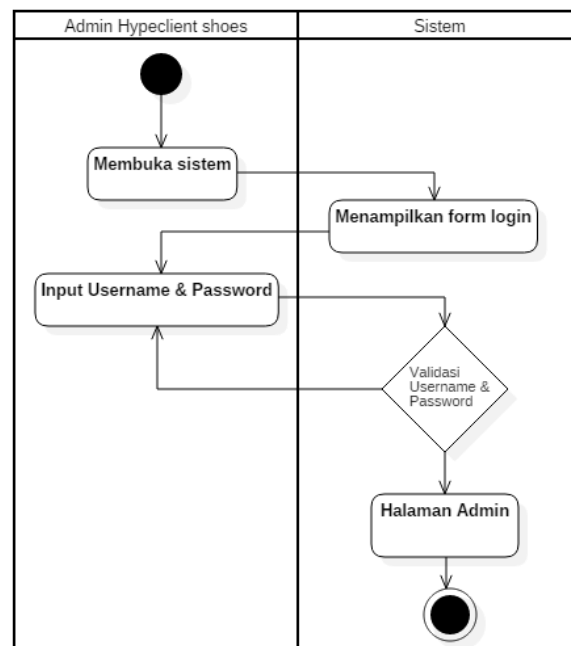 Admin Hypeclient shoes
Sistem
Membuka sistem
Menampilkan form login
Input Username & Password
Validasi
Username &
Password
Halaman Admin